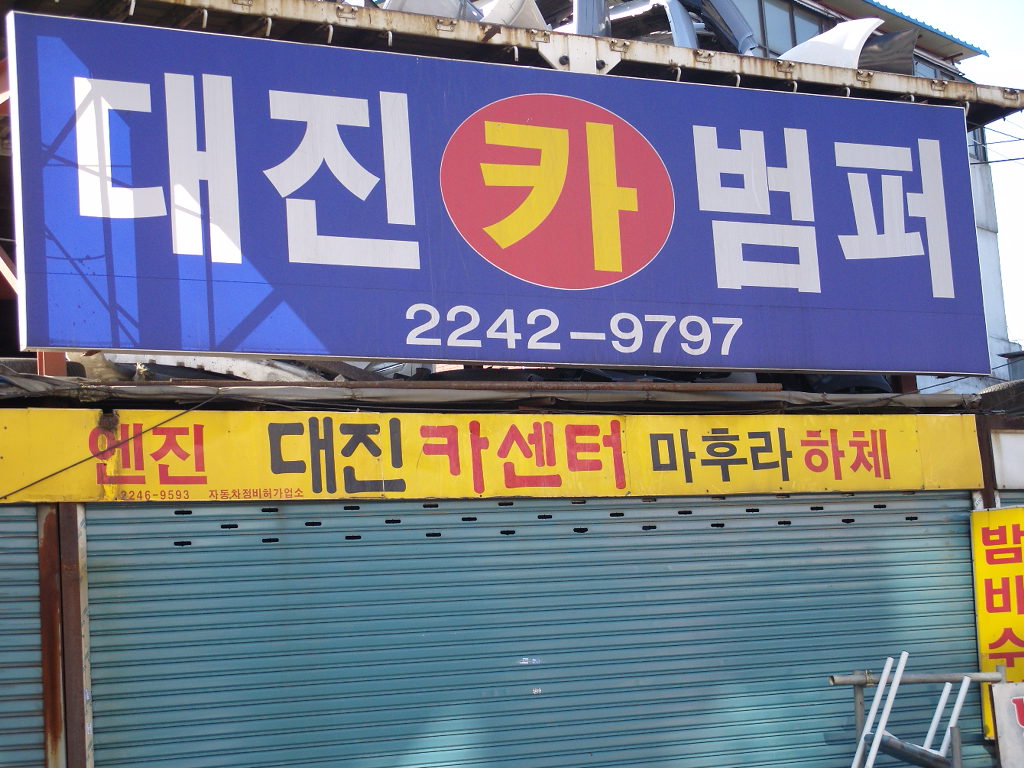 대진카범퍼
2242-9797
엔진 대진카센터 마후라하체
2246-9593 자동차정비허가업소
밤
비
수